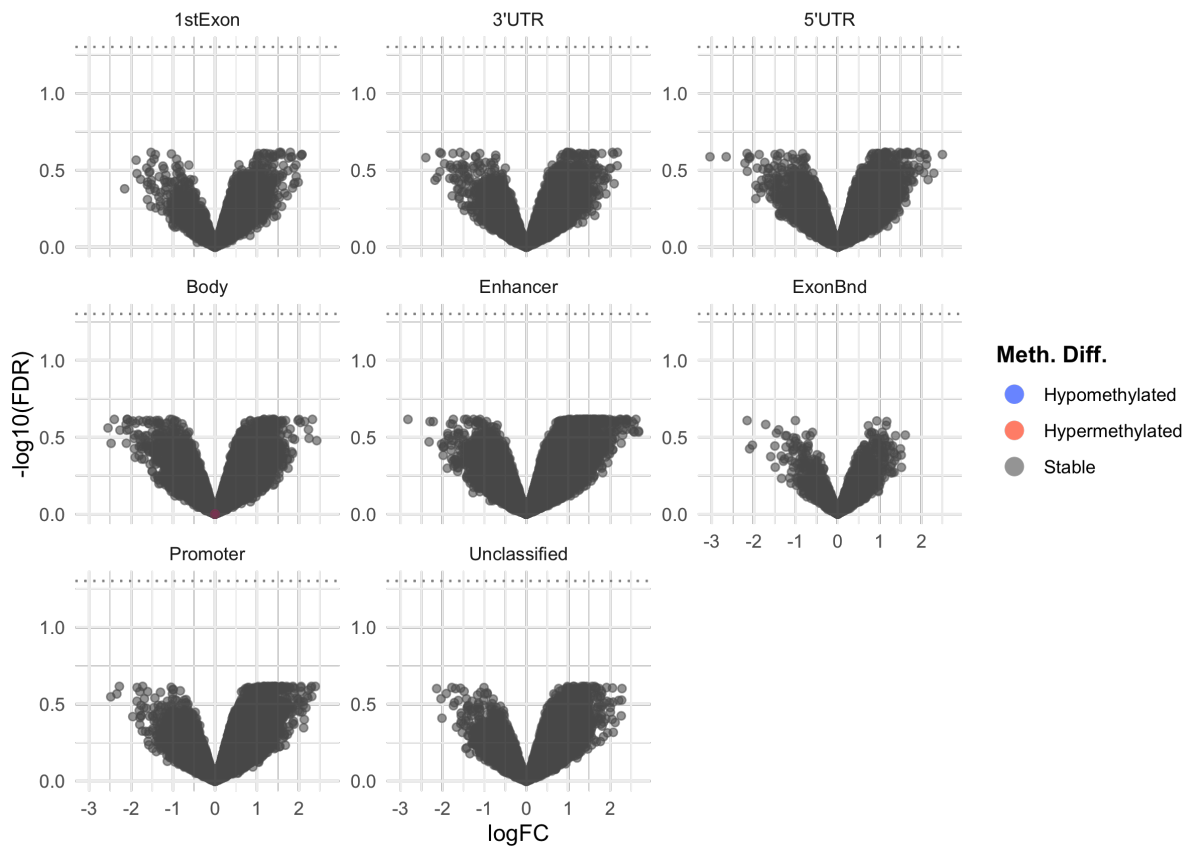 1stExon 3'UTR 5'UTR
1.0 1.0 1.0
0.5 0.5 0.5
0.0 0.0 0.0
Body Enhancer ExonBnd
1.0 1.0 1.0
0.5 0.5 0.5
0.0 0.0 0.0
-3 -2 -1 0 1 2
Promoter Unclassified
1.0 1.0
0.5 0.5
0.0 0.0
-3 -2 -1 0 1 2 -3 -2 -1 0 1 2
logFC
-log10(FDR)
Meth. Diff.
Hypomethylated
Hypermethylated
Stable